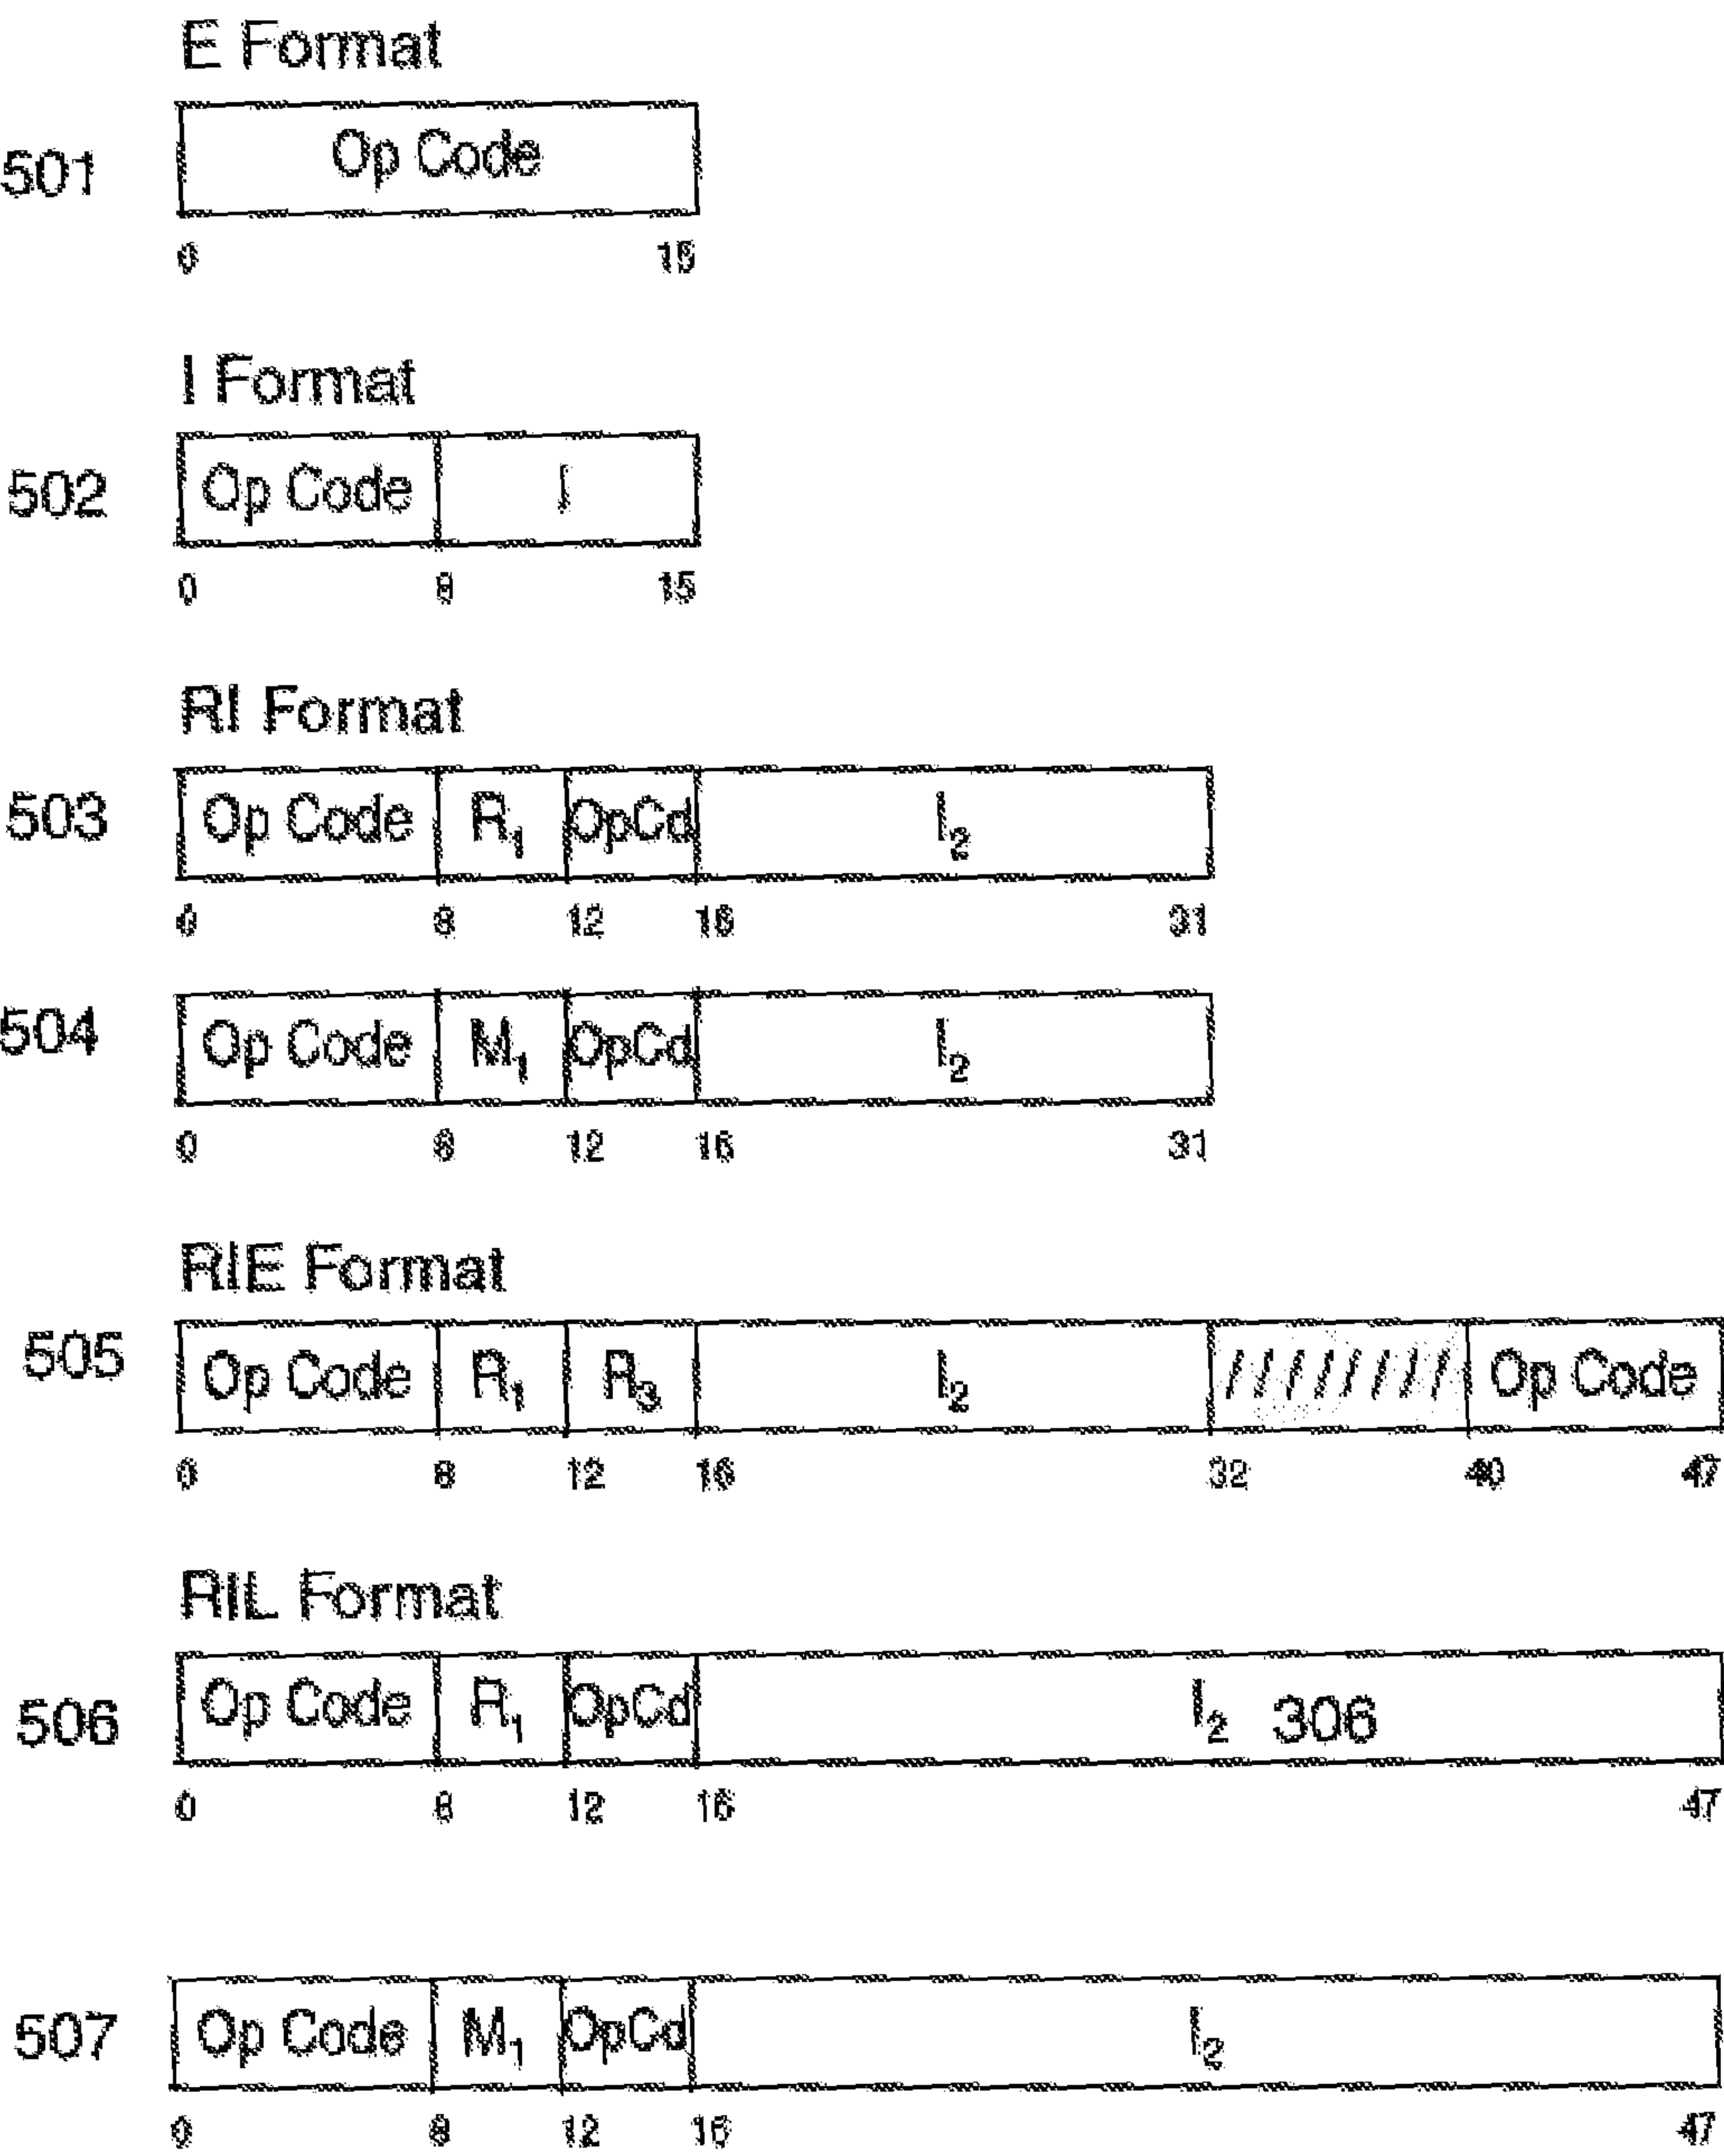 E Format
501 Op Code
0 15
I Format
502 Op Code I
0 8 15
RI Format
503 Op Code R₁ OpCd I₂
0 8 12 16 31
504 Op Code M₁ OpCd I₂
0 8 12 16 31
RIE Format
505 Op Code R₁ R₃ I₂ //////// Op Code
0 8 12 16 32 40 47
RIL Format
506 Op Code R₁ OpCd I₂ 306
0 8 12 16 47
507 Op Code M₁ OpCd I₂
0 8 12 16 47